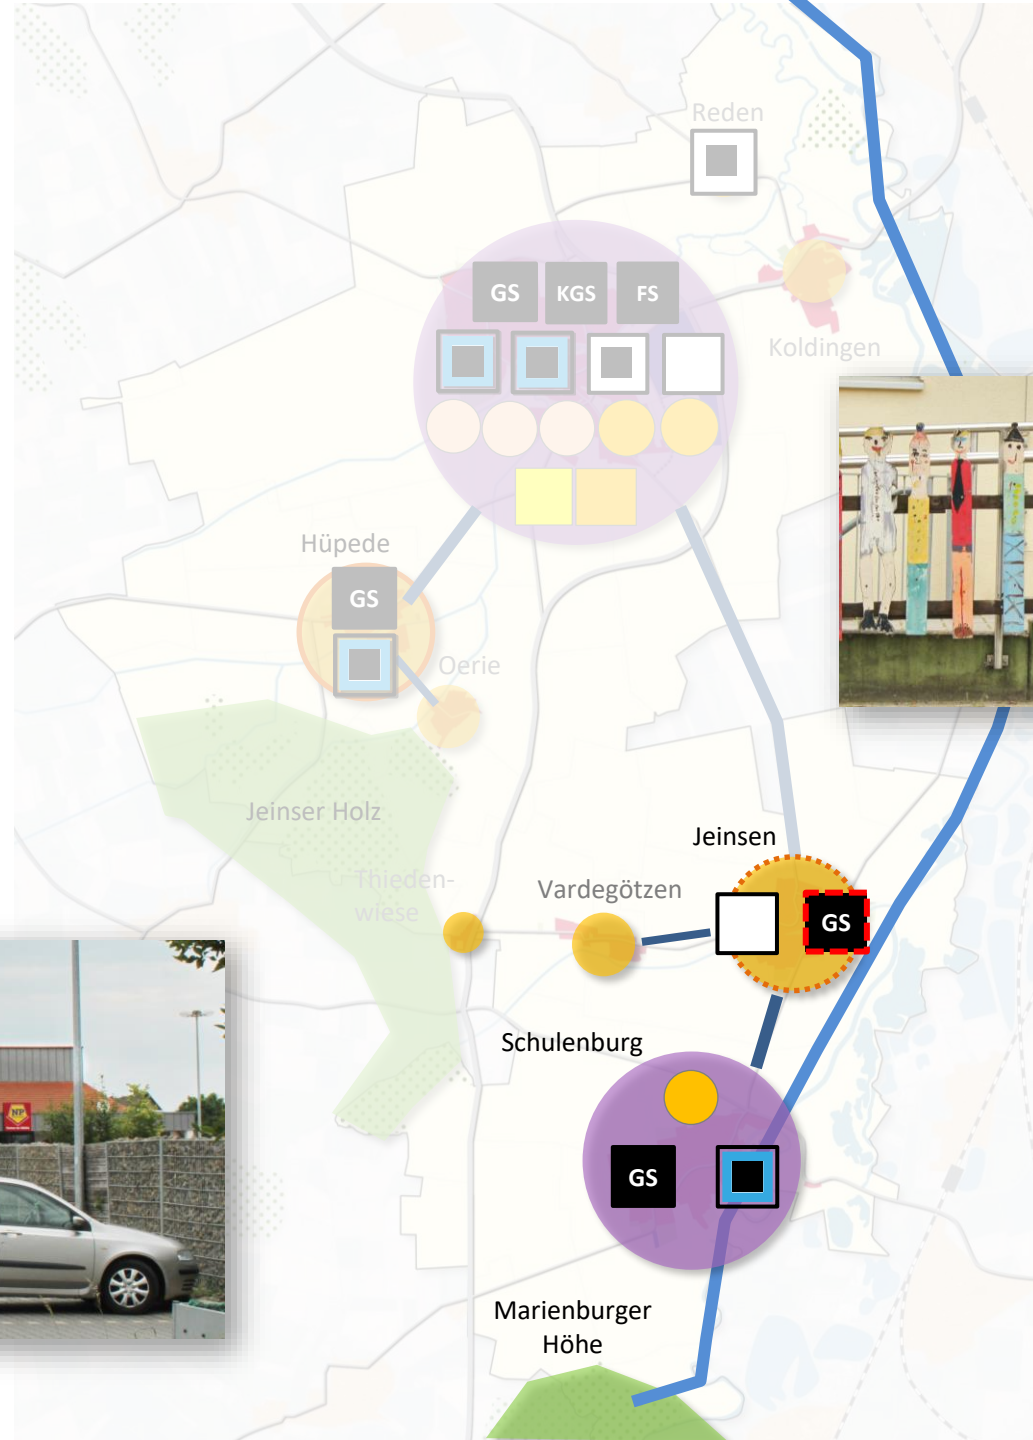 Reden
GS
KGS
FS
Koldingen
Hüpede
GS
Oerie
Jeinser Holz
Jeinsen
Thieden-
wiese
Vardegötzen
GS
Schulenburg
GS
NP
Marienburger
Höhe